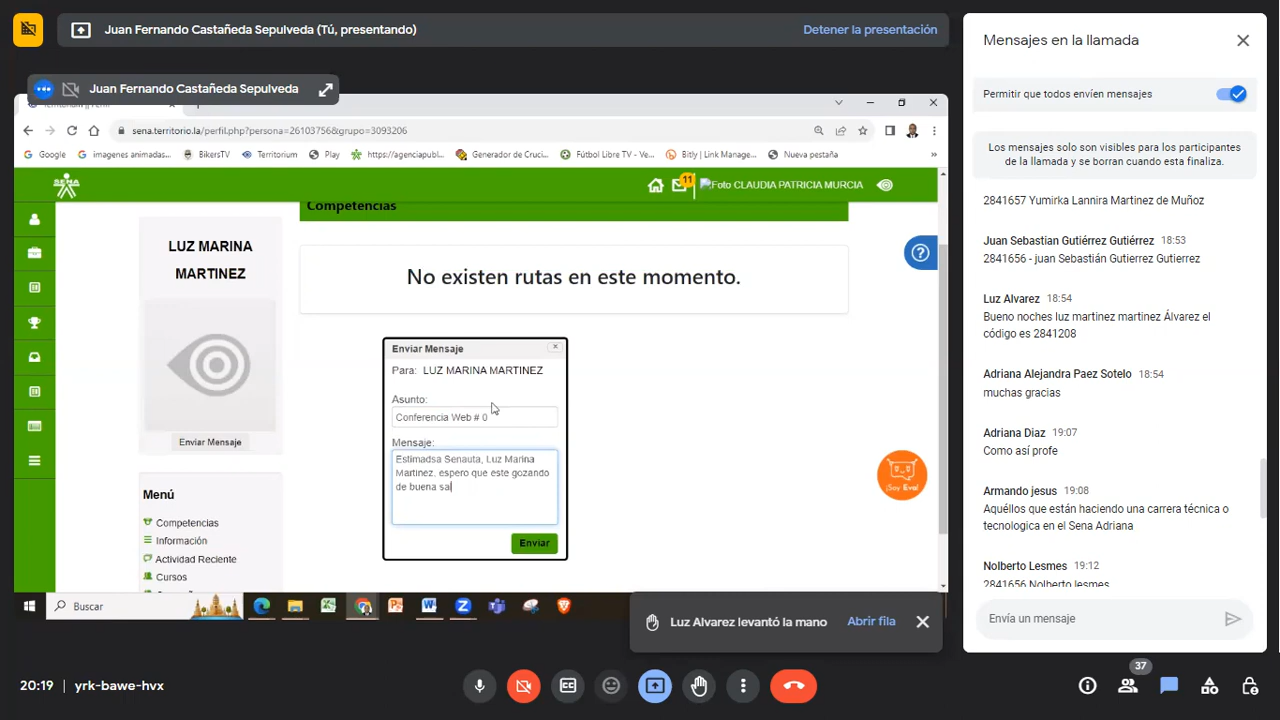 Juan Fernando Castañeda Sepulveda (Tú, presentando)
Detener la presentación
Juan Fernando Castañeda Sepulveda
sena.territorio.la/perfil.php?persona=26103756&grupo=3093206
Google
imagenes animadas...
BikersTV
Territorium
Play
https://agenciapubl...
Generador de Cruci...
Fútbol Libre TV – Ve...
Bitly | Link Manage...
Nueva pestaña
»
SENA
11
Foto CLAUDIA PATRICIA MURCIA
Competencias
LUZ MARINA
MARTINEZ
No existen rutas en este momento.
Enviar Mensaje
Menú
Competencias
Información
Actividad Reciente
Cursos
Enviar Mensaje
Para: LUZ MARINA MARTINEZ
Asunto:
Conferencia Web # 0
Mensaje:
Estimadsa Senauta, Luz Marina
Martinez. espero que este gozando
de buena sal
Enviar
¡Soy Eva!
Buscar
Luz Alvarez levantó la mano
Abrir fila
20:19 | yrk-bawe-hvx
Mensajes en la llamada
Permitir que todos envíen mensajes
Los mensajes solo son visibles para los participantes
de la llamada y se borran cuando esta finaliza.
2841657 Yumirka Lannira Martinez de Muñoz
Juan Sebastian Gutiérrez Gutiérrez 18:53
2841656 - juan Sebastián Gutierrez Gutierrez
Luz Alvarez 18:54
Bueno noches luz martinez martinez Álvarez el
código es 2841208
Adriana Alejandra Paez Sotelo 18:54
muchas gracias
Adriana Diaz 19:07
Como así profe
Armando jesus 19:08
Aquéllos que están haciendo una carrera técnica o
tecnologica en el Sena Adriana
Nolberto Lesmes 19:12
2841656 Nolberto lesmes
Envía un mensaje
37